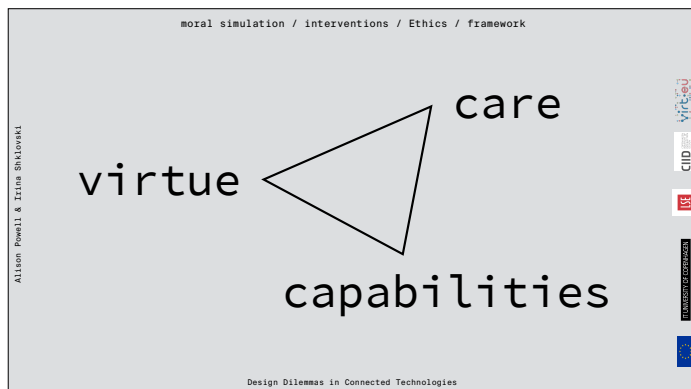 moral simulation / interventions / Ethics / framework
care
virtue
capabilities
Alison Powell & Irina Shklovski
virt-eu
CIID
LSE
IT UNIVERSITY OF COPENHAGEN
Design Dilemmas in Connected Technologies